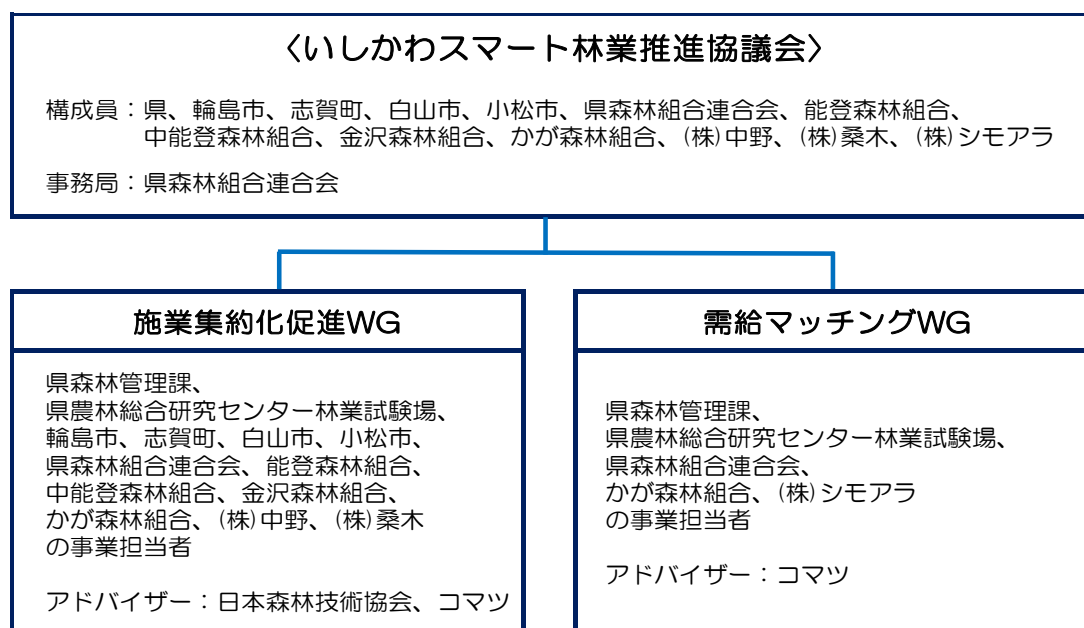 〈いしかわスマート林業推進協議会〉
構成員：県、輪島市、志賀町、白山市、小松市、県森林組合連合会、能登森林組合、
中能登森林組合、金沢森林組合、かが森林組合、(株)中野、(株)桑木、(株)シモアラ
事務局：県森林組合連合会
施業集約化促進WG
県森林管理課、
県農林総合研究センター林業試験場、
輪島市、志賀町、白山市、小松市、
県森林組合連合会、能登森林組合、
中能登森林組合、金沢森林組合、
かが森林組合、(株)中野、(株)桑木
の事業担当者
アドバイザー：日本森林技術協会、コマツ
需給マッチングWG
県森林管理課、
県農林総合研究センター林業試験場、
県森林組合連合会、
かが森林組合、(株)シモアラ
の事業担当者
アドバイザー：コマツ